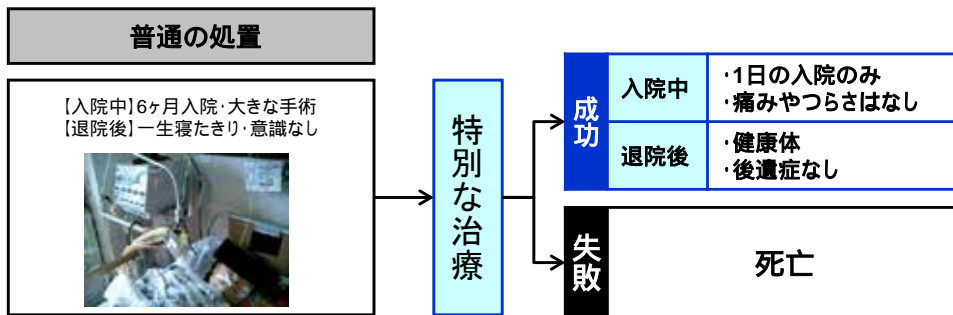 普通の処置
【入院中】6ヶ月入院・大きな手術
【退院後】一生寝たきり・意識なし
特別な治療
成功
入院中
・1日の入院のみ
・痛みやつらさはなし
退院後
・健康体
・後遺症なし
失敗
死亡